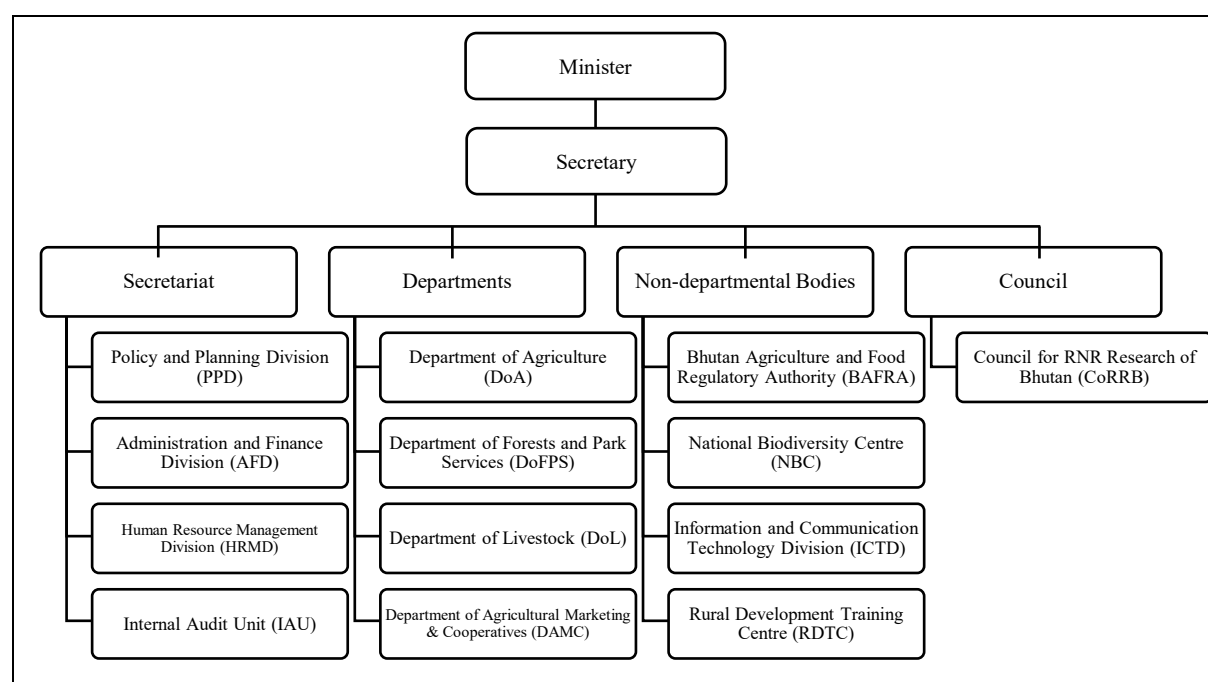 Minister
Secretary
Secretariat
Departments
Non-departmental Bodies
Council
Policy and Planning Division
(PPD)
Department of Agriculture
(DoA)
Bhutan Agriculture and Food
Regulatory Authority (BAFRA)
Council for RNR Research of
Bhutan (CoRRB)
Administration and Finance
Division (AFD)
Department of Forests and Park
Services (DoFPS)
National Biodiversity Centre
(NBC)
Human Resource Management
Division (HRMD)
Department of Livestock (DoL)
Information and Communication
Technology Division (ICTD)
Internal Audit Unit (IAU)
Department of Agricultural Marketing
& Cooperatives (DAMC)
Rural Development Training
Centre (RDTC)